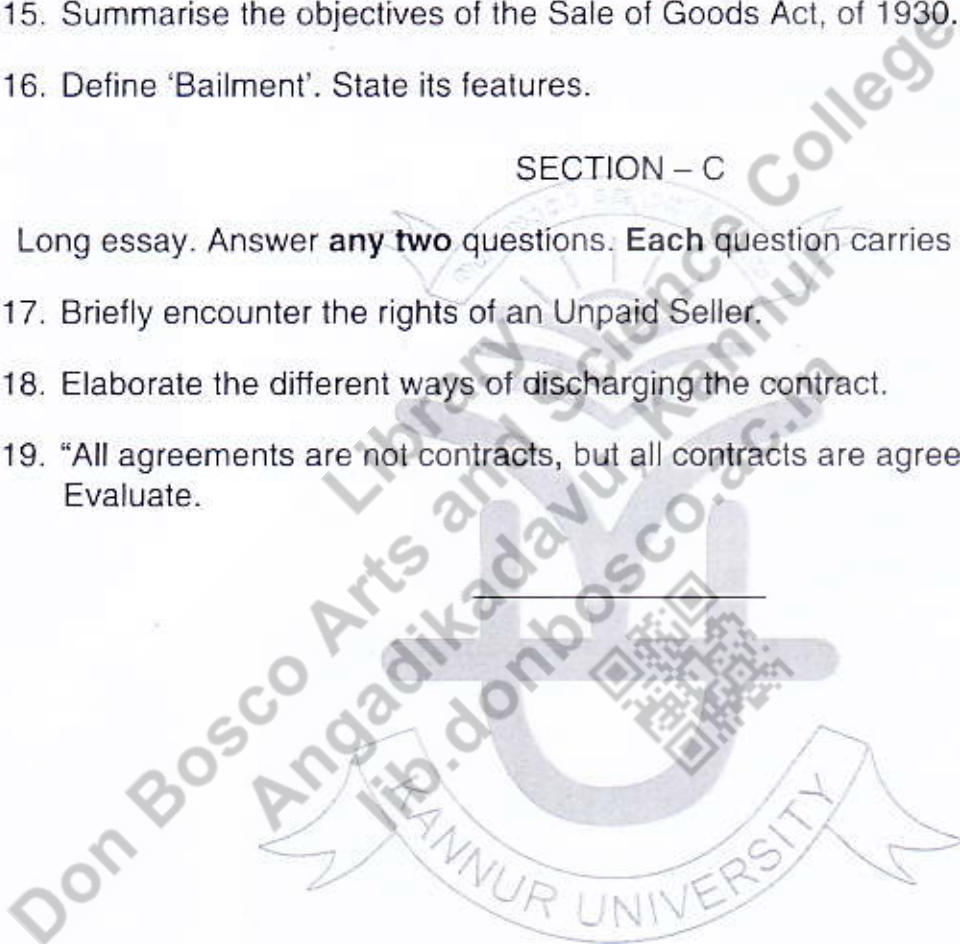 15. Summarise the objectives of the Sale of Goods Act, of 1930.
16. Define ‘Bailment’. State its features.
SECTION – C
Long essay. Answer any two questions. Each question carries
17. Briefly encounter the rights of an Unpaid Seller.
18. Elaborate the different ways of discharging the contract.
19. “All agreements are not contracts, but all contracts are agree
Evaluate.
Library
Don Bosco Arts and Science College
Angadikadavu, Kannur
lib.donbosco.ac.in
KANNUR UNIVERSITY